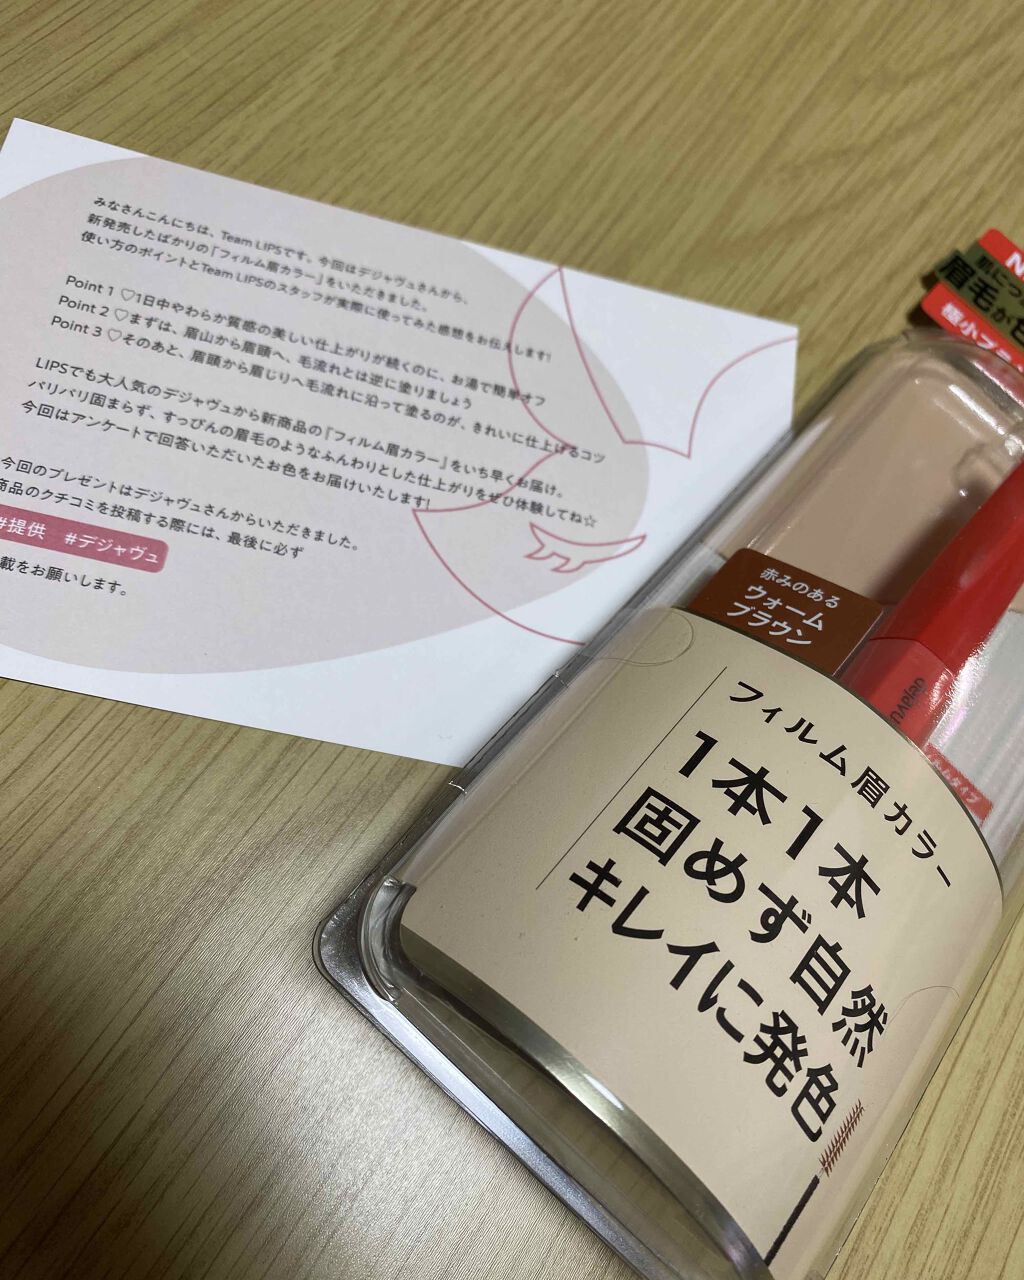 みなさんこんにちは、Team LIPSです。今回はデジャヴュさんから、
新発売したばかりの「フィルム眉カラー」をいただきました。
使い方のポイントとTeam LIPSのスタッフが実際に使ってみた感想をお伝えします!
Point 1 ♡1日中やわらか質感の美しい仕上がりが続くのに、お湯で簡単オフ
Point 2 ♡まずは、眉山から眉頭へ、毛流れとは逆に塗りましょう
Point 3 ♡そのあと、眉頭から眉じりへ毛流れに沿って塗るのが、きれいに仕上げるコツ
LIPSでも大人気のデジャヴュから新商品の「フィルム眉カラー」をいち早くお届け。
パリパリ固まらず、すっぴんの眉毛のようなふんわりとした仕上がりをぜひ体験してね☆
今回はアンケートで回答いただいたお色をお届けいたします!
今回のプレゼントはデジャヴュさんからいただきました。
商品のクチコミを投稿する際には、最後に必ず
#提供 #デジャヴュ
載をお願いします。
N
肌につ
眉毛が色
極小ブラ
赤みのある
ウォーム
ブラウン
dejavu
フィルム眉カラー
1本1本
固めず自然
キレイに発色